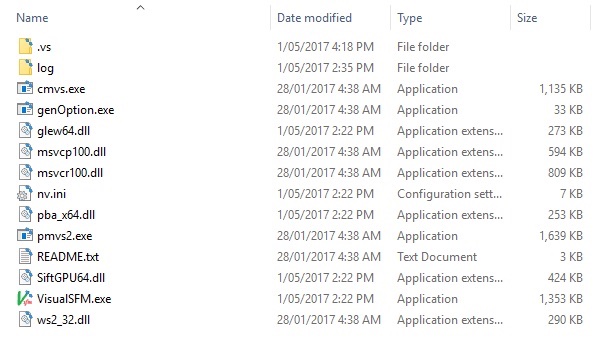 Name Date modified Type Size
.vs 1/05/2017 4:18 PM File folder
log 1/05/2017 2:35 PM File folder
cmvs.exe 28/01/2017 4:38 AM Application 1,135 KB
genOption.exe 28/01/2017 4:38 AM Application 33 KB
glew64.dll 1/05/2017 2:22 PM Application extens... 273 KB
msvcp100.dll 28/01/2017 4:38 AM Application extens... 594 KB
msvcr100.dll 28/01/2017 4:38 AM Application extens... 809 KB
nv.ini 1/05/2017 2:22 PM Configuration sett... 7 KB
pba_x64.dll 1/05/2017 2:22 PM Application extens... 253 KB
pmvs2.exe 28/01/2017 4:38 AM Application 1,639 KB
README.txt 28/01/2017 4:38 AM Text Document 3 KB
SiftGPU64.dll 1/05/2017 2:22 PM Application extens... 424 KB
VisualSFM.exe 1/05/2017 2:22 PM Application 1,353 KB
ws2_32.dll 28/01/2017 4:38 AM Application extens... 290 KB